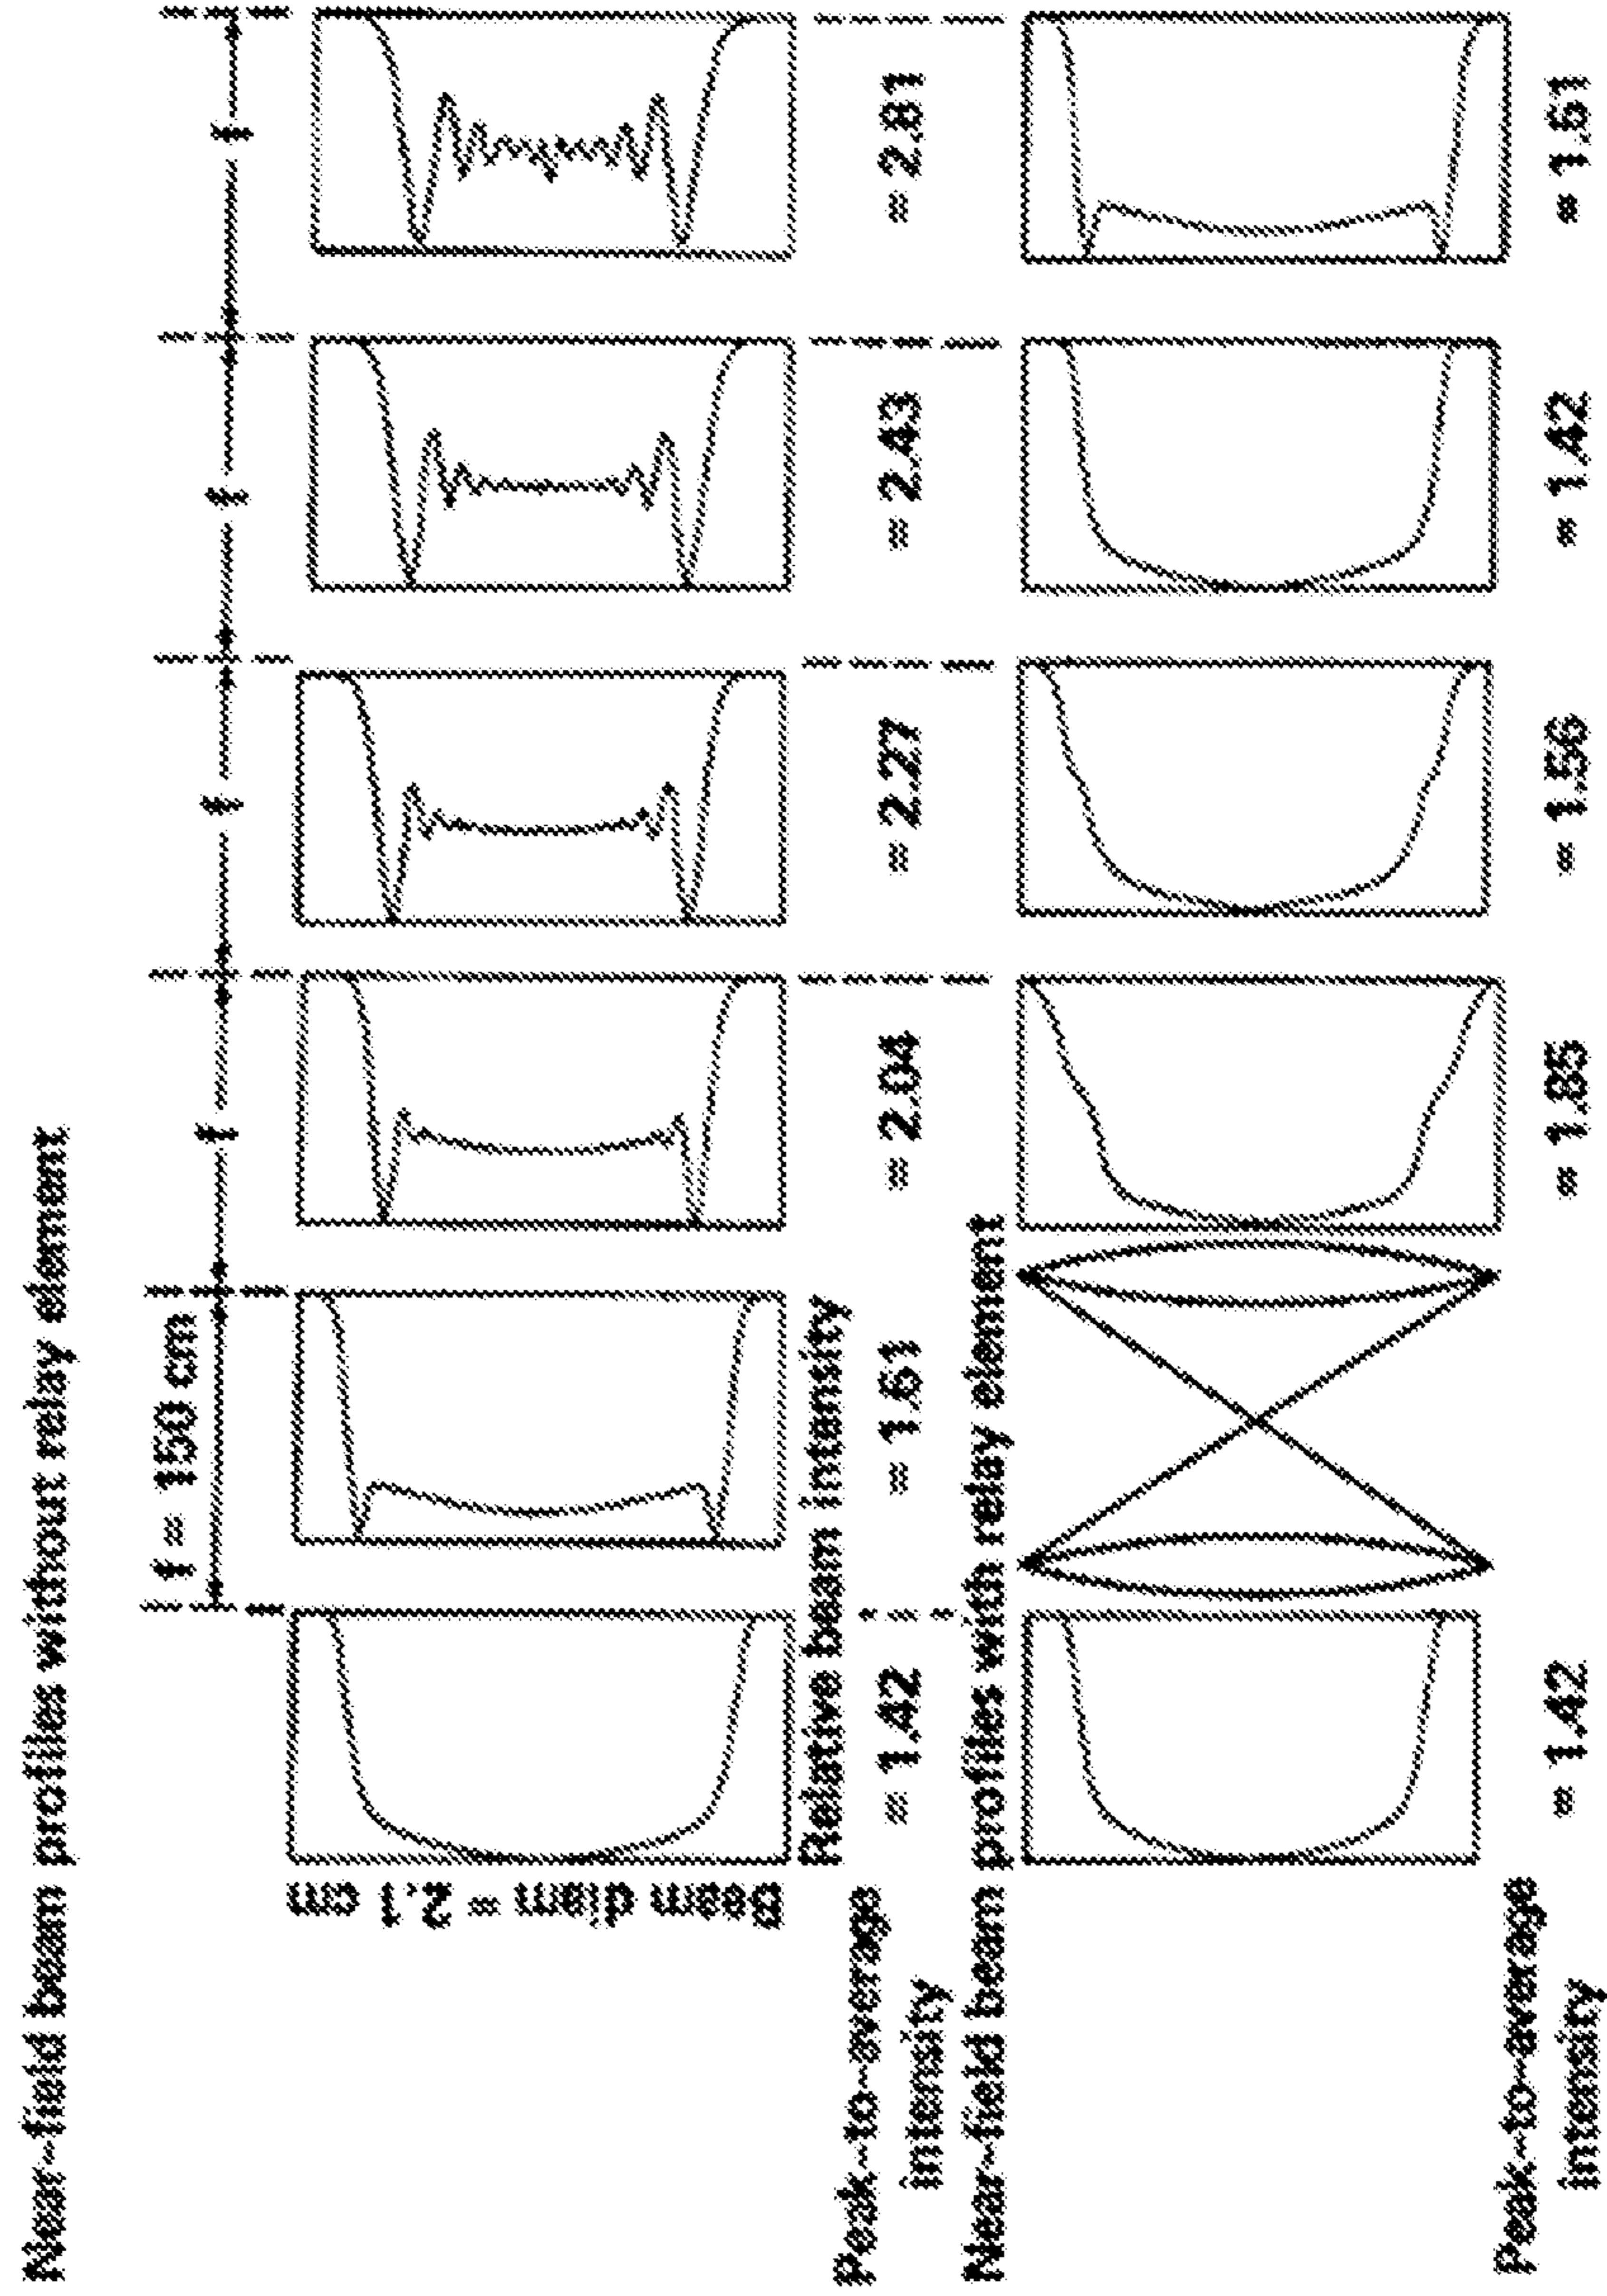 Near-field beam profiles without relay element
f = 150 cm
f
f
f
f
Beam diam = 2.1 cm
Relative beam intensity
Peak-to-average intensity
= 1.42
= 1.61
= 2.04
= 2.27
= 2.43
= 2.81
Near-field beam profiles with relay element
Peak-to-average intensity
= 1.42
= 1.85
= 1.56
= 1.42
= 1.61